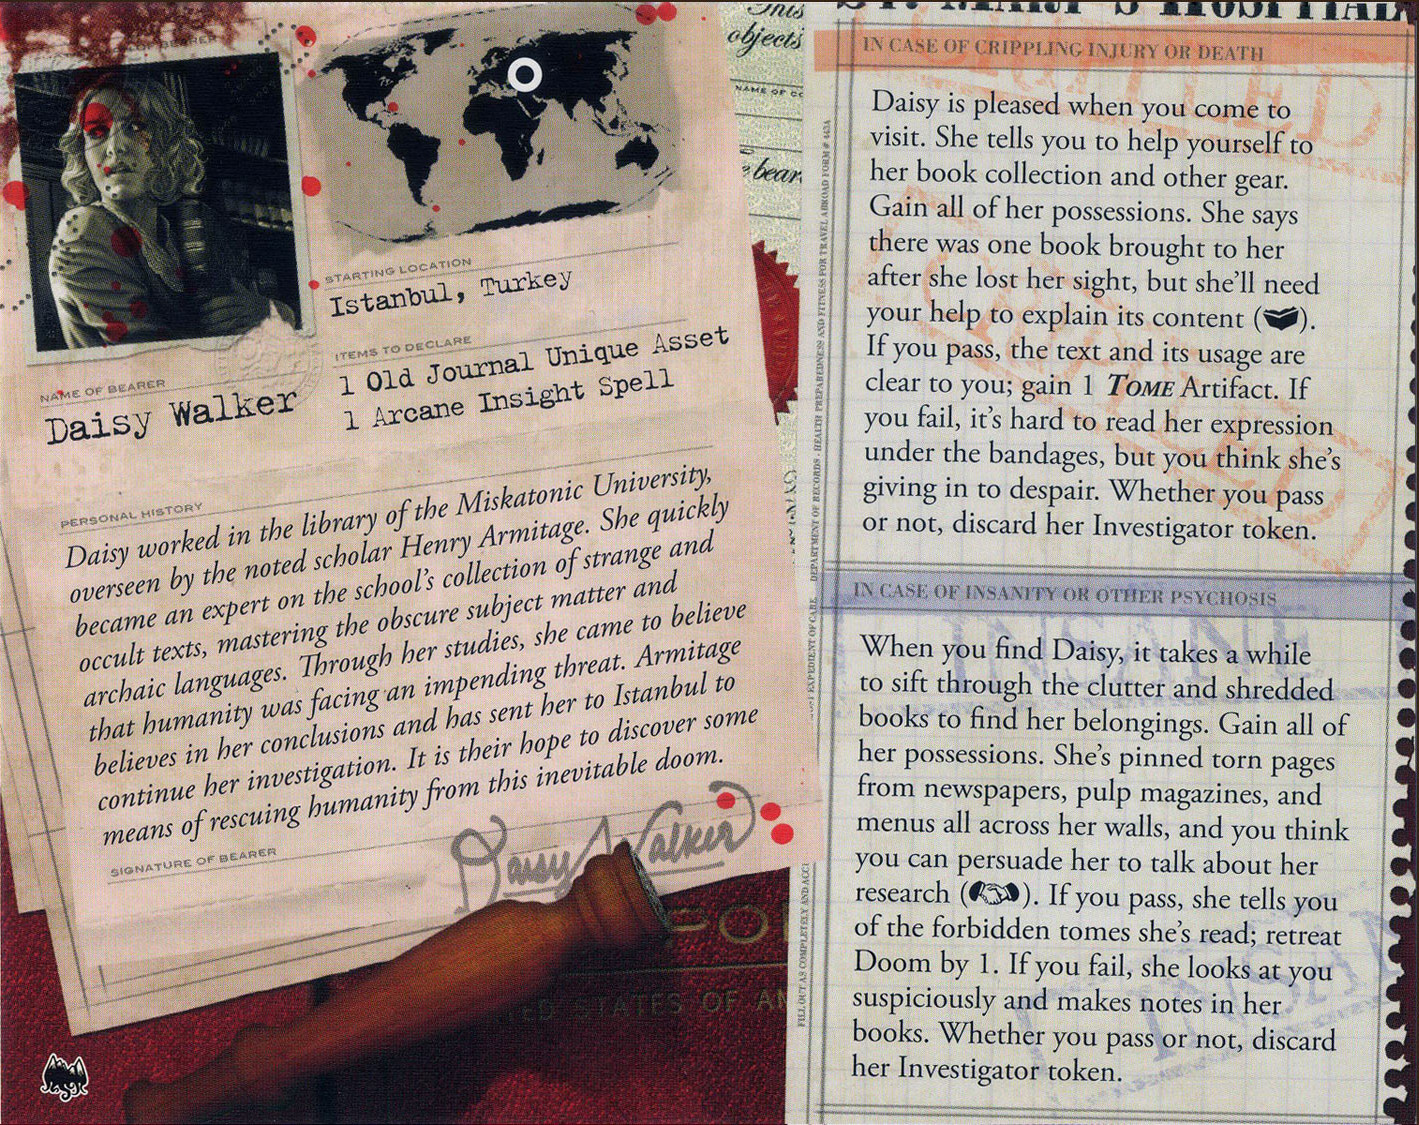 STARTING LOCATION
Istanbul, Turkey
ITEMS TO DECLARE
1 Old Journal Unique Asset
1 Arcane Insight Spell
NAME OF BEARER
Daisy Walker
PERSONAL HISTORY
Daisy worked in the library of the Miskatonic University,
overseen by the noted scholar Henry Armitage. She quickly
became an expert on the school's collection of strange and
occult texts, mastering the obscure subject matter and
archaic languages. Through her studies, she came to believe
that humanity was facing an impending threat. Armitage
believes in her conclusions and has sent her to Istanbul to
continue her investigation. It is their hope to discover some
means of rescuing humanity from this inevitable doom.
SIGNATURE OF BEARER
Daisy Walker
This
objects
NAME OF CO
e bear
STATES OF AM
ST. MARY'S HOSPITAL
IN CASE OF CRIPPLING INJURY OR DEATH
Daisy is pleased when you come to
visit. She tells you to help yourself to
her book collection and other gear.
Gain all of her possessions. She says
there was one book brought to her
after she lost her sight, but she'll need
your help to explain its content ( ).
If you pass, the text and its usage are
clear to you; gain 1 TOME Artifact. If
you fail, it's hard to read her expression
under the bandages, but you think she's
giving in to despair. Whether you pass
or not, discard her Investigator token.
IN CASE OF INSANITY OR OTHER PSYCHOSIS
When you find Daisy, it takes a while
to sift through the clutter and shredded
books to find her belongings. Gain all of
her possessions. She's pinned torn pages
from newspapers, pulp magazines, and
menus all across her walls, and you think
you can persuade her to talk about her
research ( ). If you pass, she tells you
of the forbidden tomes she's read; retreat
Doom by 1. If you fail, she looks at you
suspiciously and makes notes in her
books. Whether you pass or not, discard
her Investigator token.